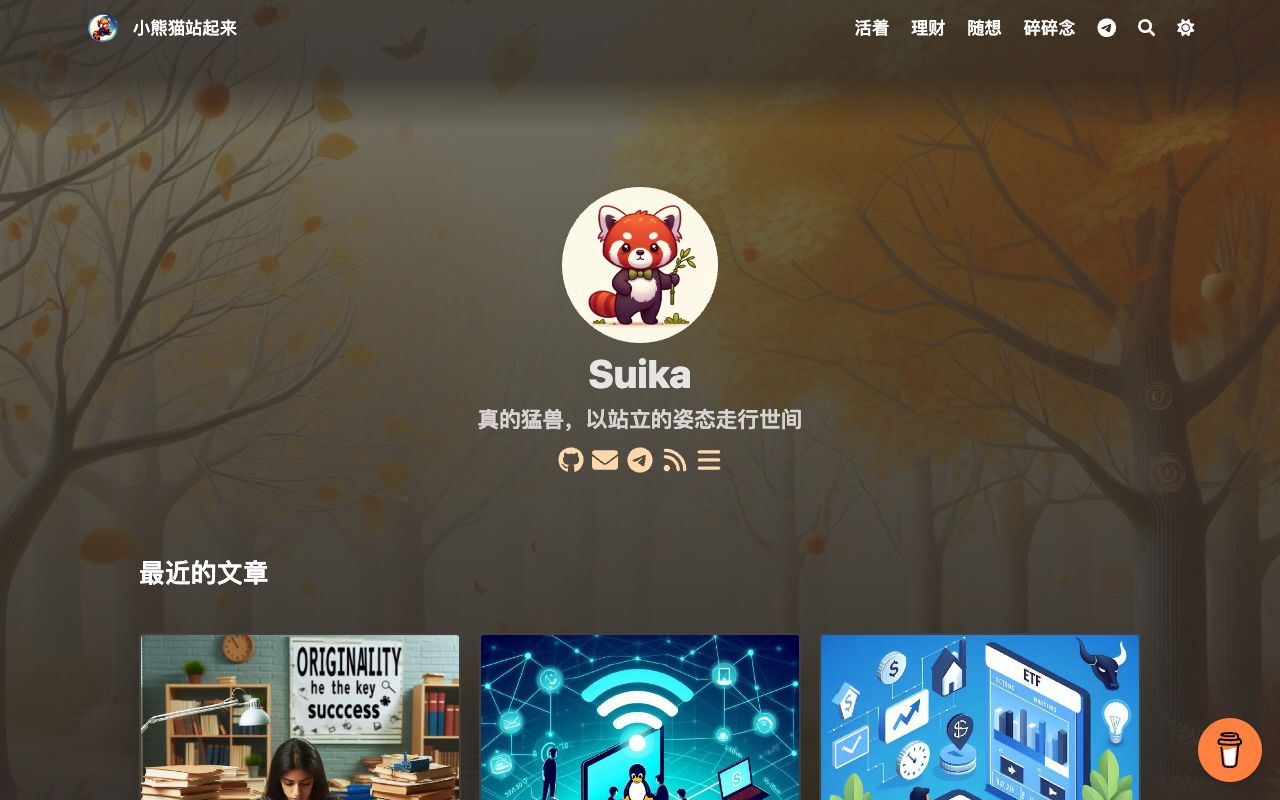 小熊猫站起来
活着 理财 随想 碎碎念
Suika
真的猛兽，以站立的姿态走行世间
最近的文章
ORIGINALITY
he the key
succcess
ETF